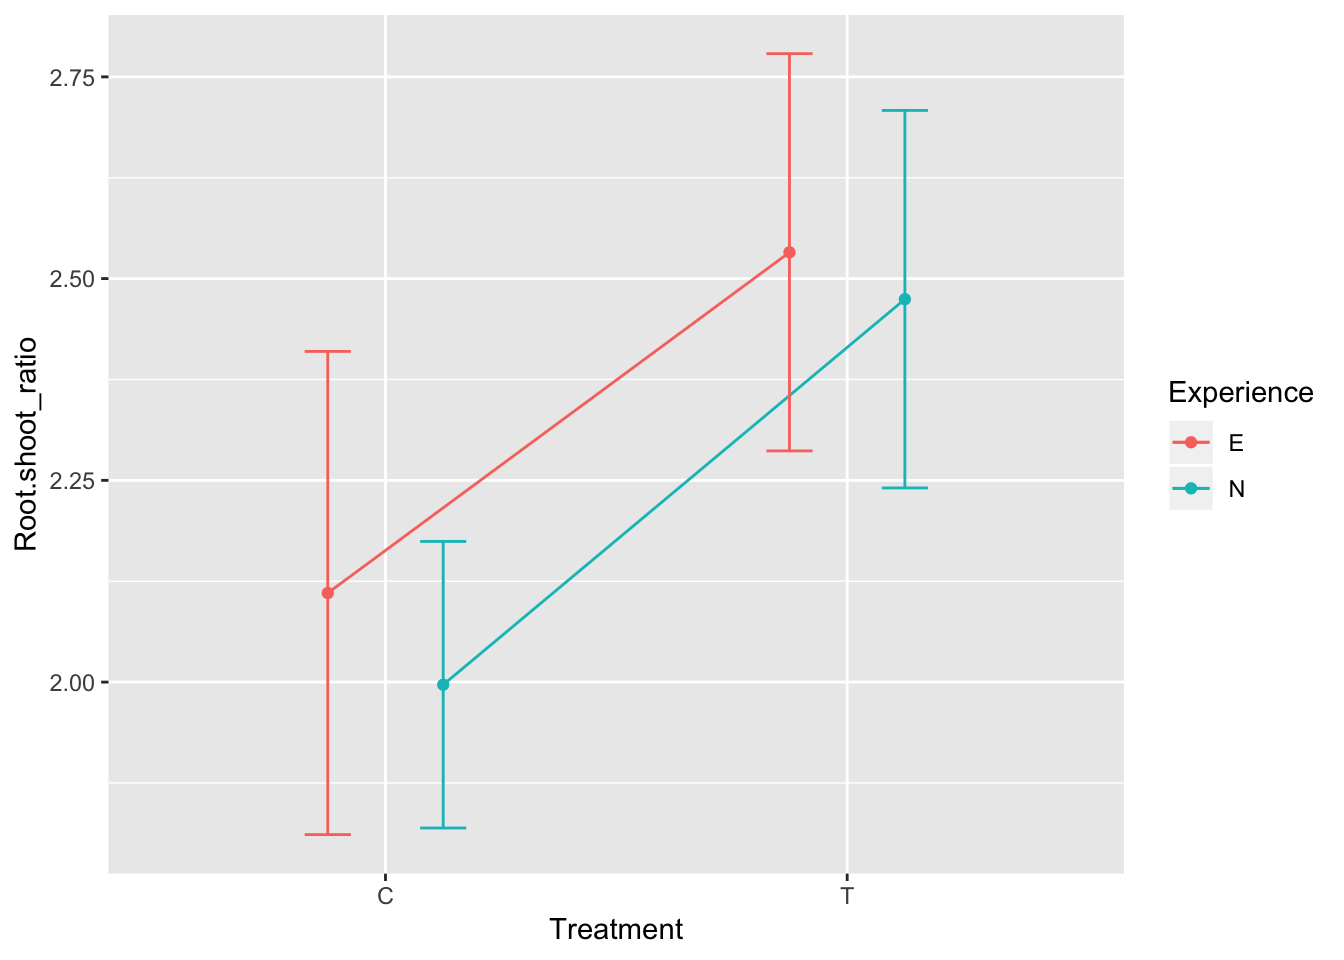 2.75
2.50
2.25
2.00
Root.shoot_ratio
C
T
Treatment
Experience
E
N